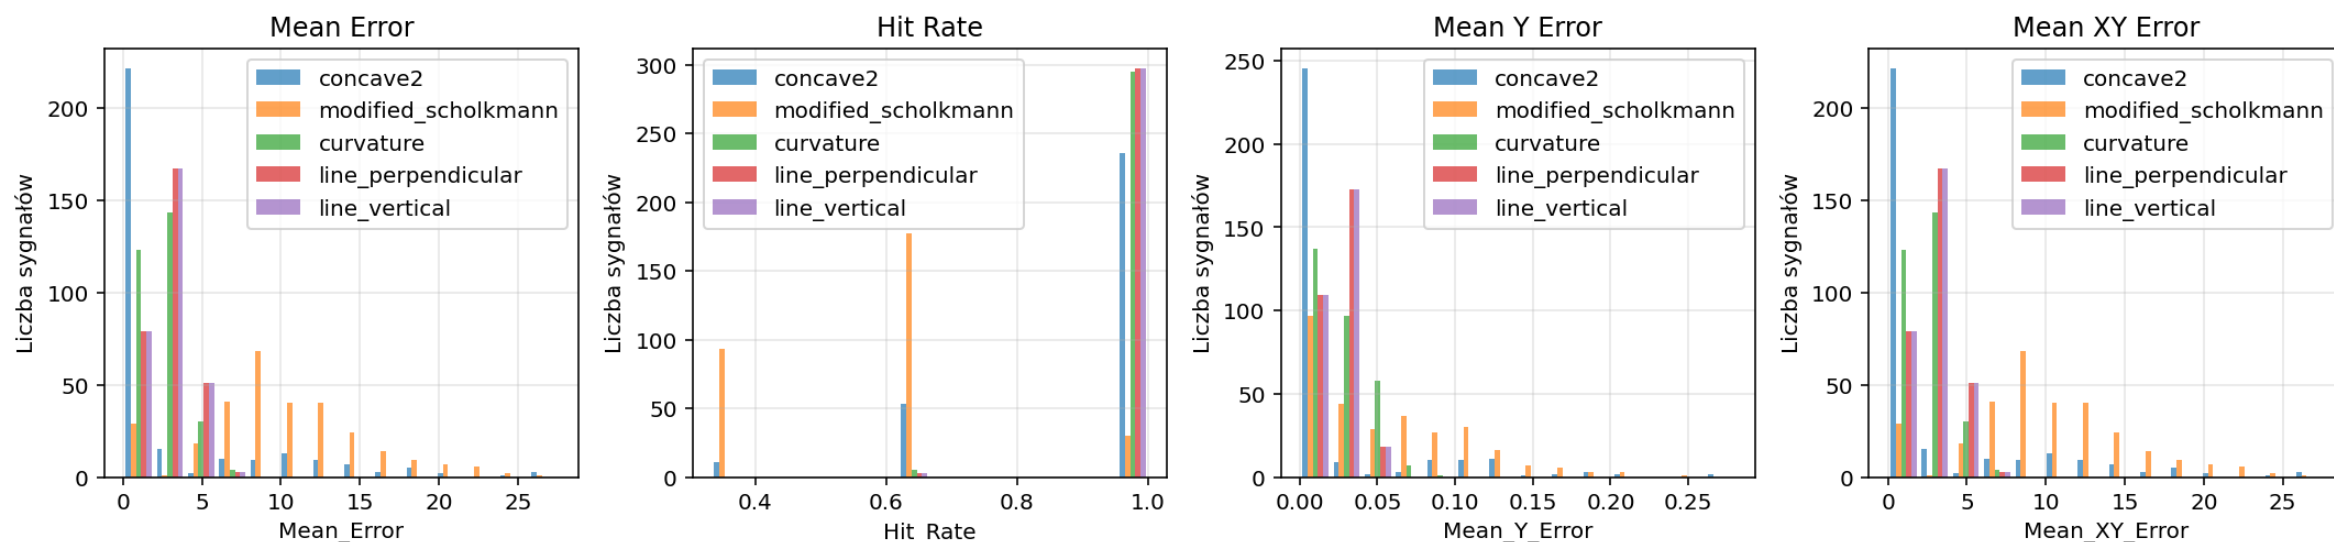 Mean Error
Liczba sygnałów
200
150
100
50
0
0 5 10 15 20 25
Mean_Error
concave2
modified_scholkmann
curvature
line_perpendicular
line_vertical
Hit Rate
Liczba sygnałów
300
250
200
150
100
50
0
0.4 0.6 0.8 1.0
Hit_Rate
concave2
modified_scholkmann
curvature
line_perpendicular
line_vertical
Mean Y Error
Liczba sygnałów
250
200
150
100
50
0
0.00 0.05 0.10 0.15 0.20 0.25
Mean_Y_Error
concave2
modified_scholkmann
curvature
line_perpendicular
line_vertical
Mean XY Error
Liczba sygnałów
200
150
100
50
0
0 5 10 15 20 25
Mean_XY_Error
concave2
modified_scholkmann
curvature
line_perpendicular
line_vertical